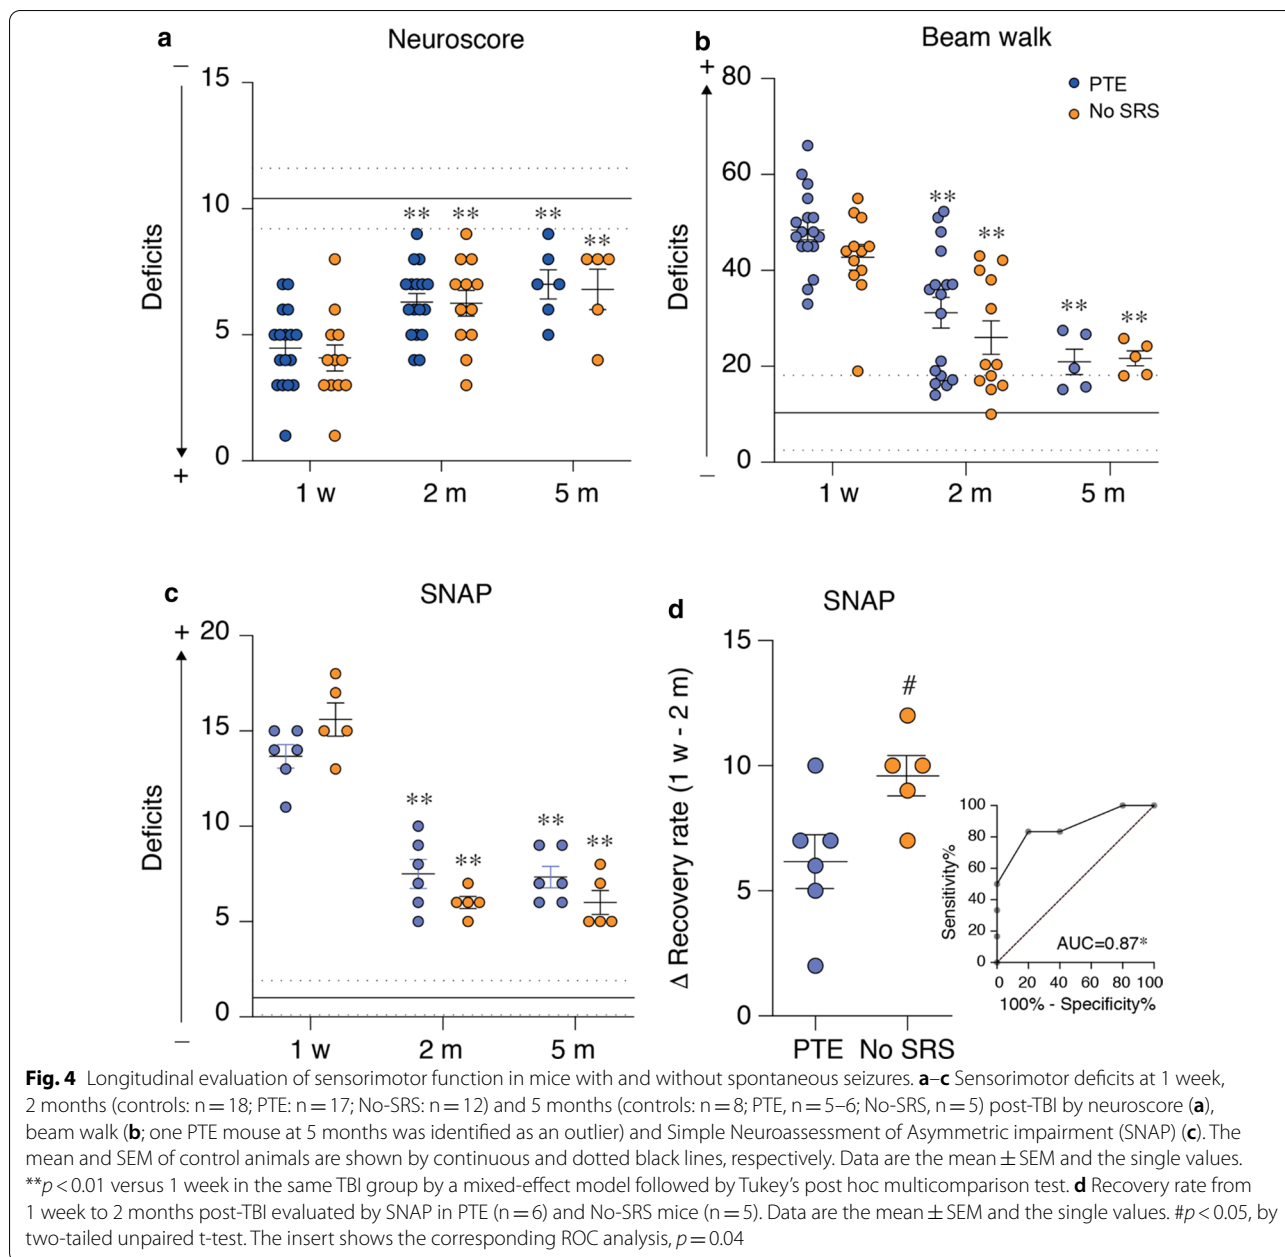 a
Neuroscore
−
15
10
5
0
+
Deficits
** ** ** **
1 w 2 m 5 m
b
Beam walk
+
80
60
40
20
0
−
Deficits
PTE
No SRS
** ** ** **
1 w 2 m 5 m
c
SNAP
+
20
15
10
5
0
−
Deficits
** ** ** **
1 w 2 m 5 m
d
SNAP
15
10
5
0
Δ Recovery rate (1 w - 2 m)
#
PTE No SRS
100
80
60
40
20
0
Sensitivity%
AUC=0.87*
0 20 40 60 80 100
100% - Specificity%
Fig. 4 Longitudinal evaluation of sensorimotor function in mice with and without spontaneous seizures. a–c Sensorimotor deficits at 1 week,
2 months (controls: n = 18; PTE: n = 17; No-SRS: n = 12) and 5 months (controls: n = 8; PTE, n = 5–6; No-SRS, n = 5) post-TBI by neuroscore (a),
beam walk (b; one PTE mouse at 5 months was identified as an outlier) and Simple Neuroassessment of Asymmetric impairment (SNAP) (c). The
mean and SEM of control animals are shown by continuous and dotted black lines, respectively. Data are the mean ± SEM and the single values.
**p < 0.01 versus 1 week in the same TBI group by a mixed-effect model followed by Tukey's post hoc multicomparison test. d Recovery rate from
1 week to 2 months post-TBI evaluated by SNAP in PTE (n = 6) and No-SRS mice (n = 5). Data are the mean ± SEM and the single values. #p < 0.05, by
two-tailed unpaired t-test. The insert shows the corresponding ROC analysis, p = 0.04